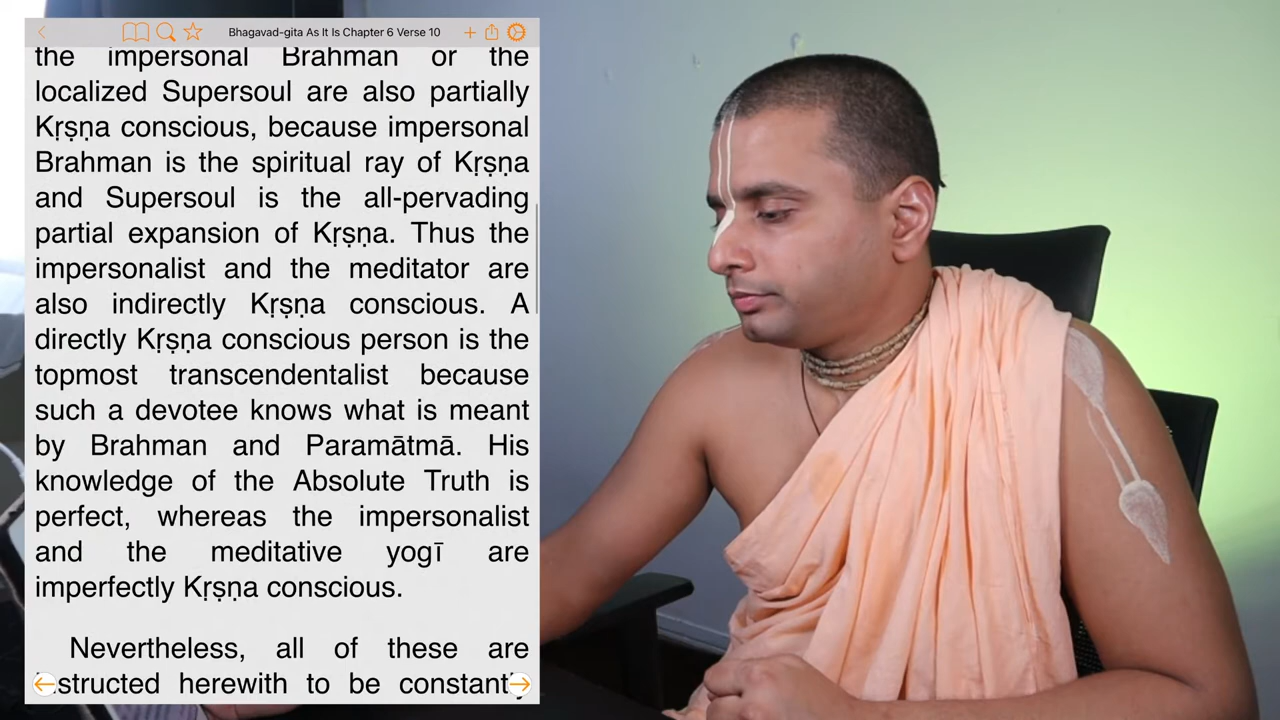 Bhagavad-gita As It Is Chapter 6 Verse 10
the impersonal Brahman or the
localized Supersoul are also partially
Kṛṣṇa conscious, because impersonal
Brahman is the spiritual ray of Kṛṣṇa
and Supersoul is the all-pervading
partial expansion of Kṛṣṇa. Thus the
impersonalist and the meditator are
also indirectly Kṛṣṇa conscious. A
directly Kṛṣṇa conscious person is the
topmost transcendentalist because
such a devotee knows what is meant
by Brahman and Paramātmā. His
knowledge of the Absolute Truth is
perfect, whereas the impersonalist
and the meditative yogī are
imperfectly Kṛṣṇa conscious.
Nevertheless, all of these are
instructed herewith to be constantly